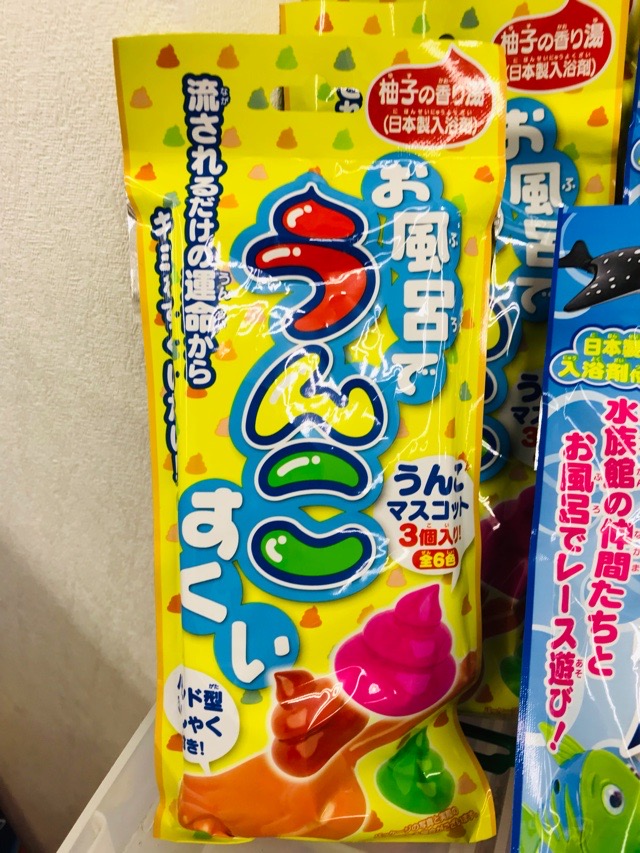 柚子の香り湯
(日本製入浴剤)
お風呂で
うんこ
すくい
流されるだけの運命から
うんこ
マスコット
3個入り!
全6色
ド型
柚子の香り湯
(日本製入浴剤)
お風呂で
日本製
入浴剤付
水族館の仲間たちと
お風呂でレース遊び!